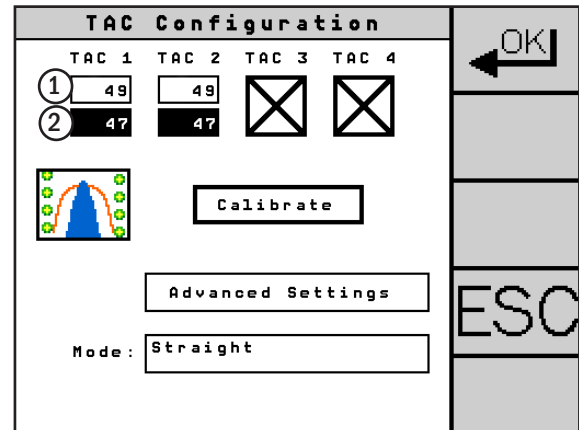 TAC Configuration
OK
TAC 1 TAC 2 TAC 3 TAC 4
1 49 49
2 47 47
Calibrate
Advanced Settings
ESC
Mode: Straight